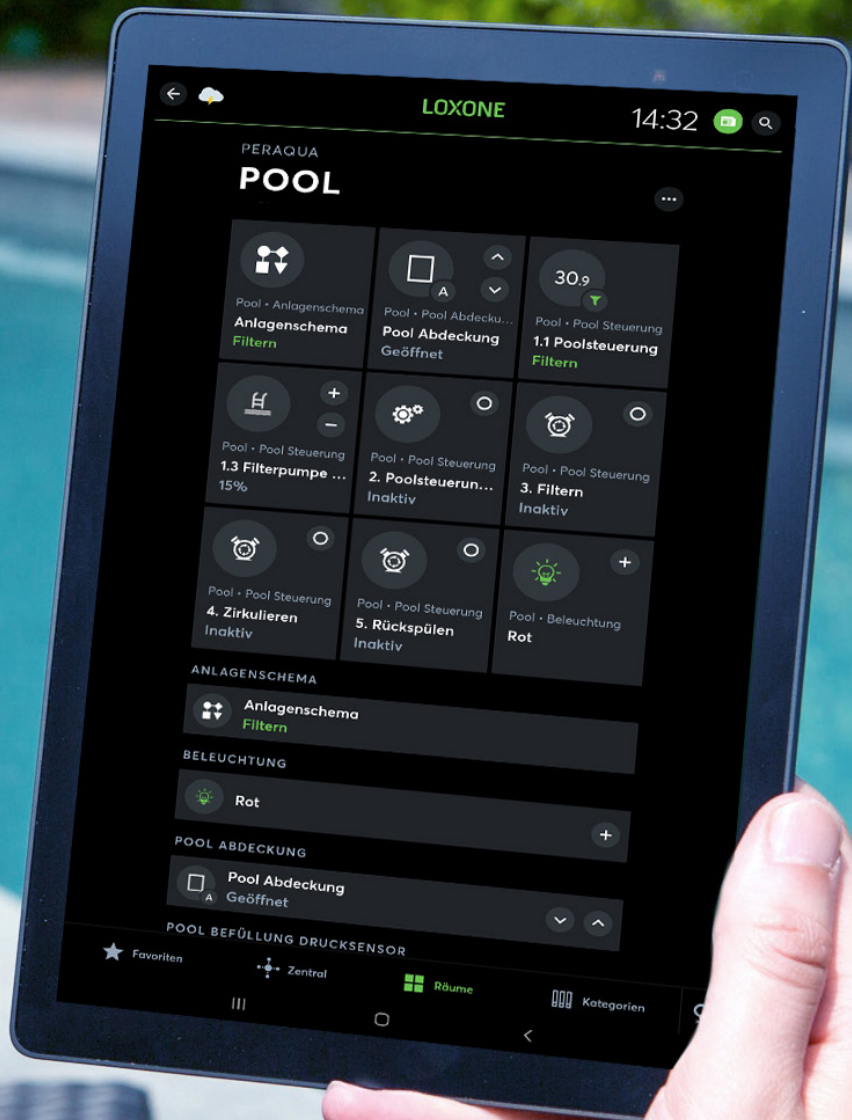 LOXONE
14:32
PERAQUA
POOL
Pool • Anlagenschema
Anlagenschema
Filtern
A
Pool • Pool Abdecku...
Pool Abdeckung
Geöffnet
30.9
Pool • Pool Steuerung
1.1 Poolsteuerung
Filtern
Pool • Pool Steuerung
1.3 Filterpumpe ...
15%
Pool • Pool Steuerung
2. Poolsteuerun...
Inaktiv
Pool • Pool Steuerung
3. Filtern
Inaktiv
Pool • Pool Steuerung
4. Zirkulieren
Inaktiv
Pool • Pool Steuerung
5. Rückspülen
Inaktiv
Pool • Beleuchtung
Rot
ANLAGENSCHEMA
Anlagenschema
Filtern
BELEUCHTUNG
Rot
POOL ABDECKUNG
A
Pool Abdeckung
Geöffnet
POOL BEFÜLLUNG DRUCKSENSOR
Favoriten
Zentral
Räume
Kategorien